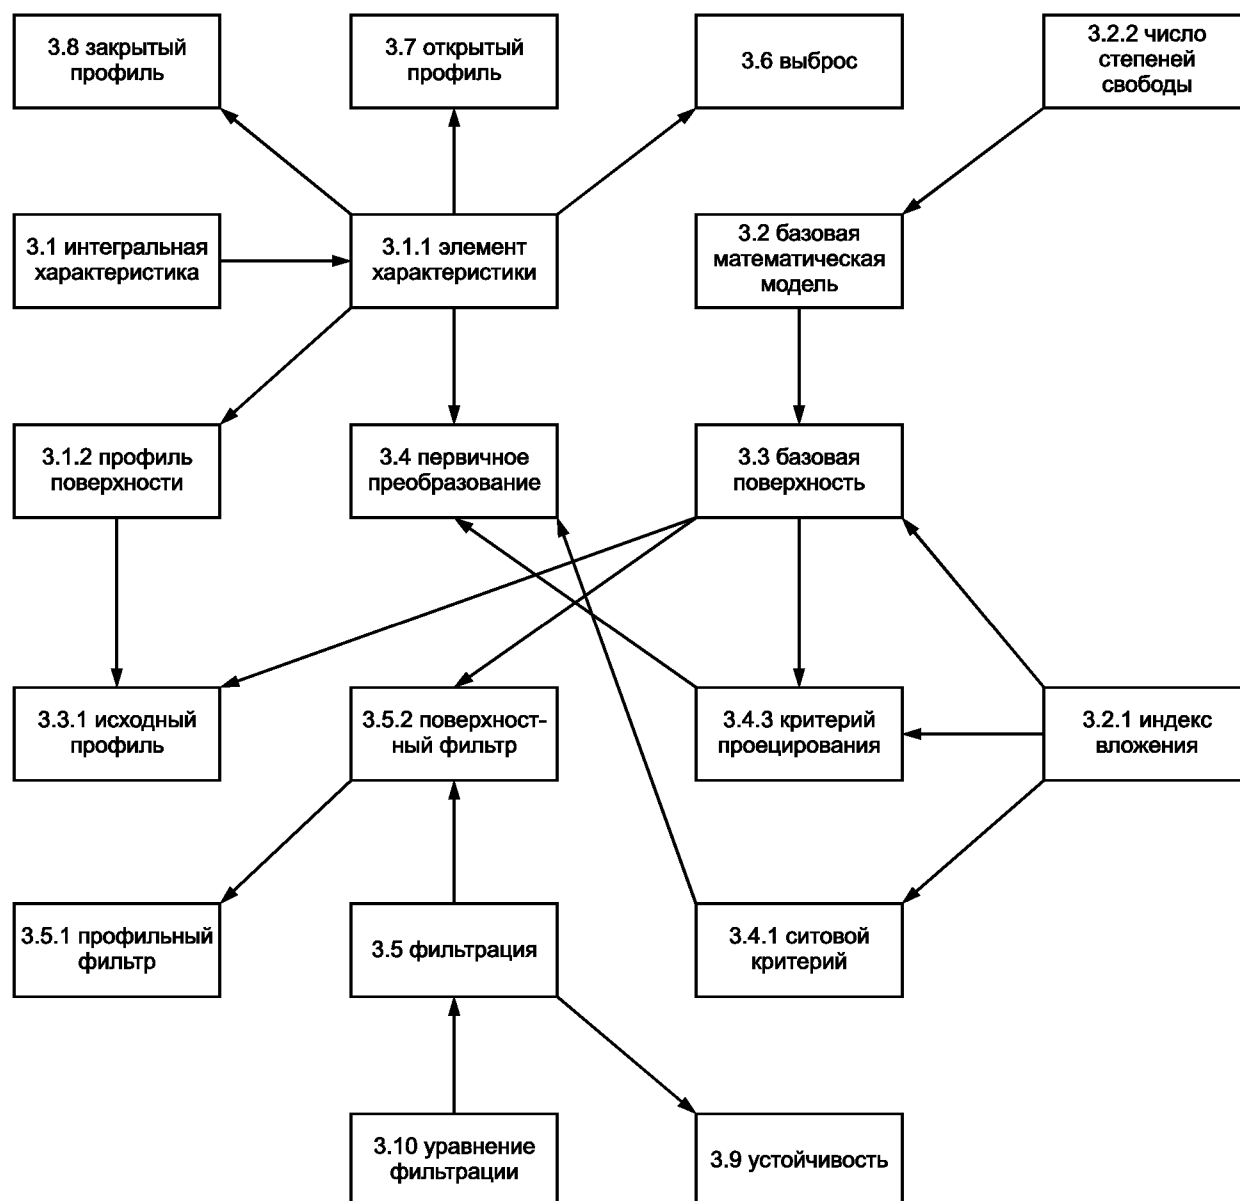 3.8 закрытый
профиль
3.7 открытый
профиль
3.6 выброс
3.2.2 число
степеней
свободы
3.1 интегральная
характеристика
3.1.1 элемент
характеристики
3.2 базовая
математическая
модель
3.1.2 профиль
поверхности
3.4 первичное
преобразование
3.3 базовая
поверхность
3.3.1 исходный
профиль
3.5.2 поверхност-
ный фильтр
3.4.3 критерий
проецирования
3.2.1 индекс
вложения
3.5.1 профильный
фильтр
3.5 фильтрация
3.4.1 ситовой
критерий
3.10 уравнение
фильтрации
3.9 устойчивость